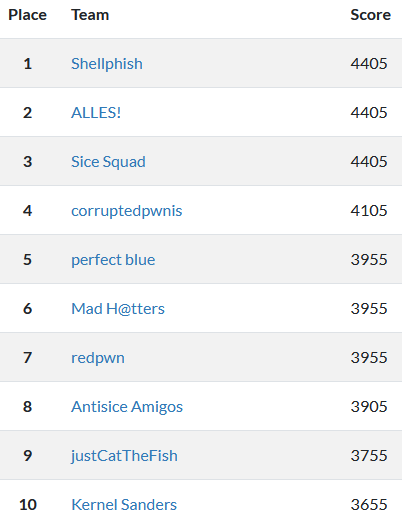 Place Team Score
1 Shellphish 4405
2 ALLES! 4405
3 Sice Squad 4405
4 corruptedpwnis 4105
5 perfect blue 3955
6 Mad H@tters 3955
7 redpwn 3955
8 Antisice Amigos 3905
9 justCatTheFish 3755
10 Kernel Sanders 3655